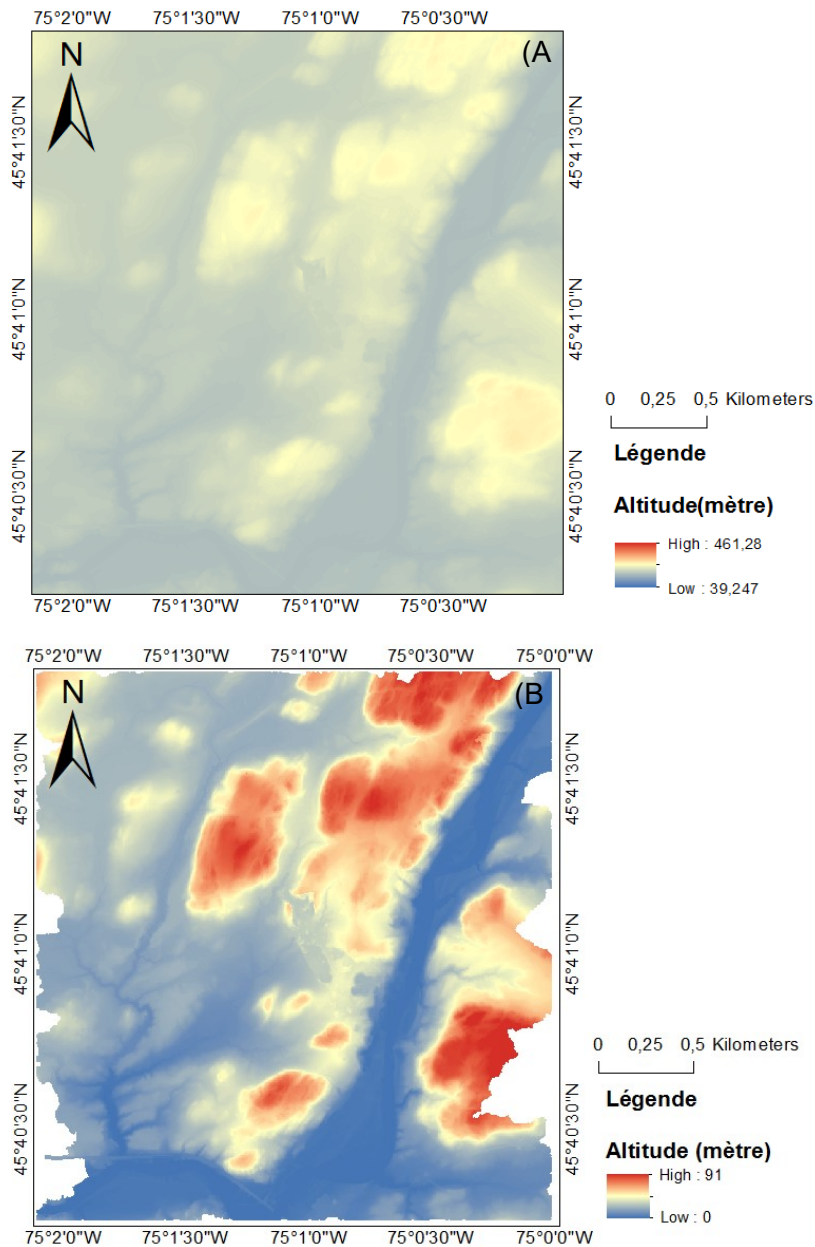 75°2'0"W 75°1'30"W 75°1'0"W 75°0'30"W
N
(A
45°41'30"N
45°41'0"N
45°40'30"N
45°41'30"N
45°41'0"N
45°40'30"N
75°2'0"W 75°1'30"W 75°1'0"W 75°0'30"W
0 0,25 0,5 Kilometers
Légende
Altitude(mètre)
High : 461,28
Low : 39,247
75°2'0"W 75°1'30"W 75°1'0"W 75°0'30"W 75°0'0"W
N
(B
45°41'30"N
45°41'0"N
45°40'30"N
45°41'30"N
45°41'0"N
45°40'30"N
75°2'0"W 75°1'30"W 75°1'0"W 75°0'30"W 75°0'0"W
0 0,25 0,5 Kilometers
Légende
Altitude (mètre)
High : 91
Low : 0